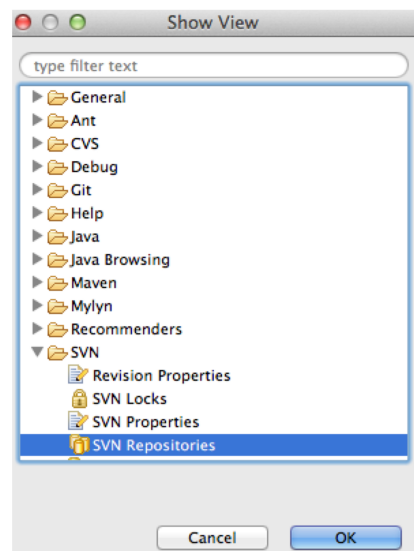 Show View
type filter text
General
Ant
CVS
Debug
Git
Help
Java
Java Browsing
Maven
Mylyn
Recommenders
SVN
Revision Properties
SVN Locks
SVN Properties
SVN Repositories
Cancel OK